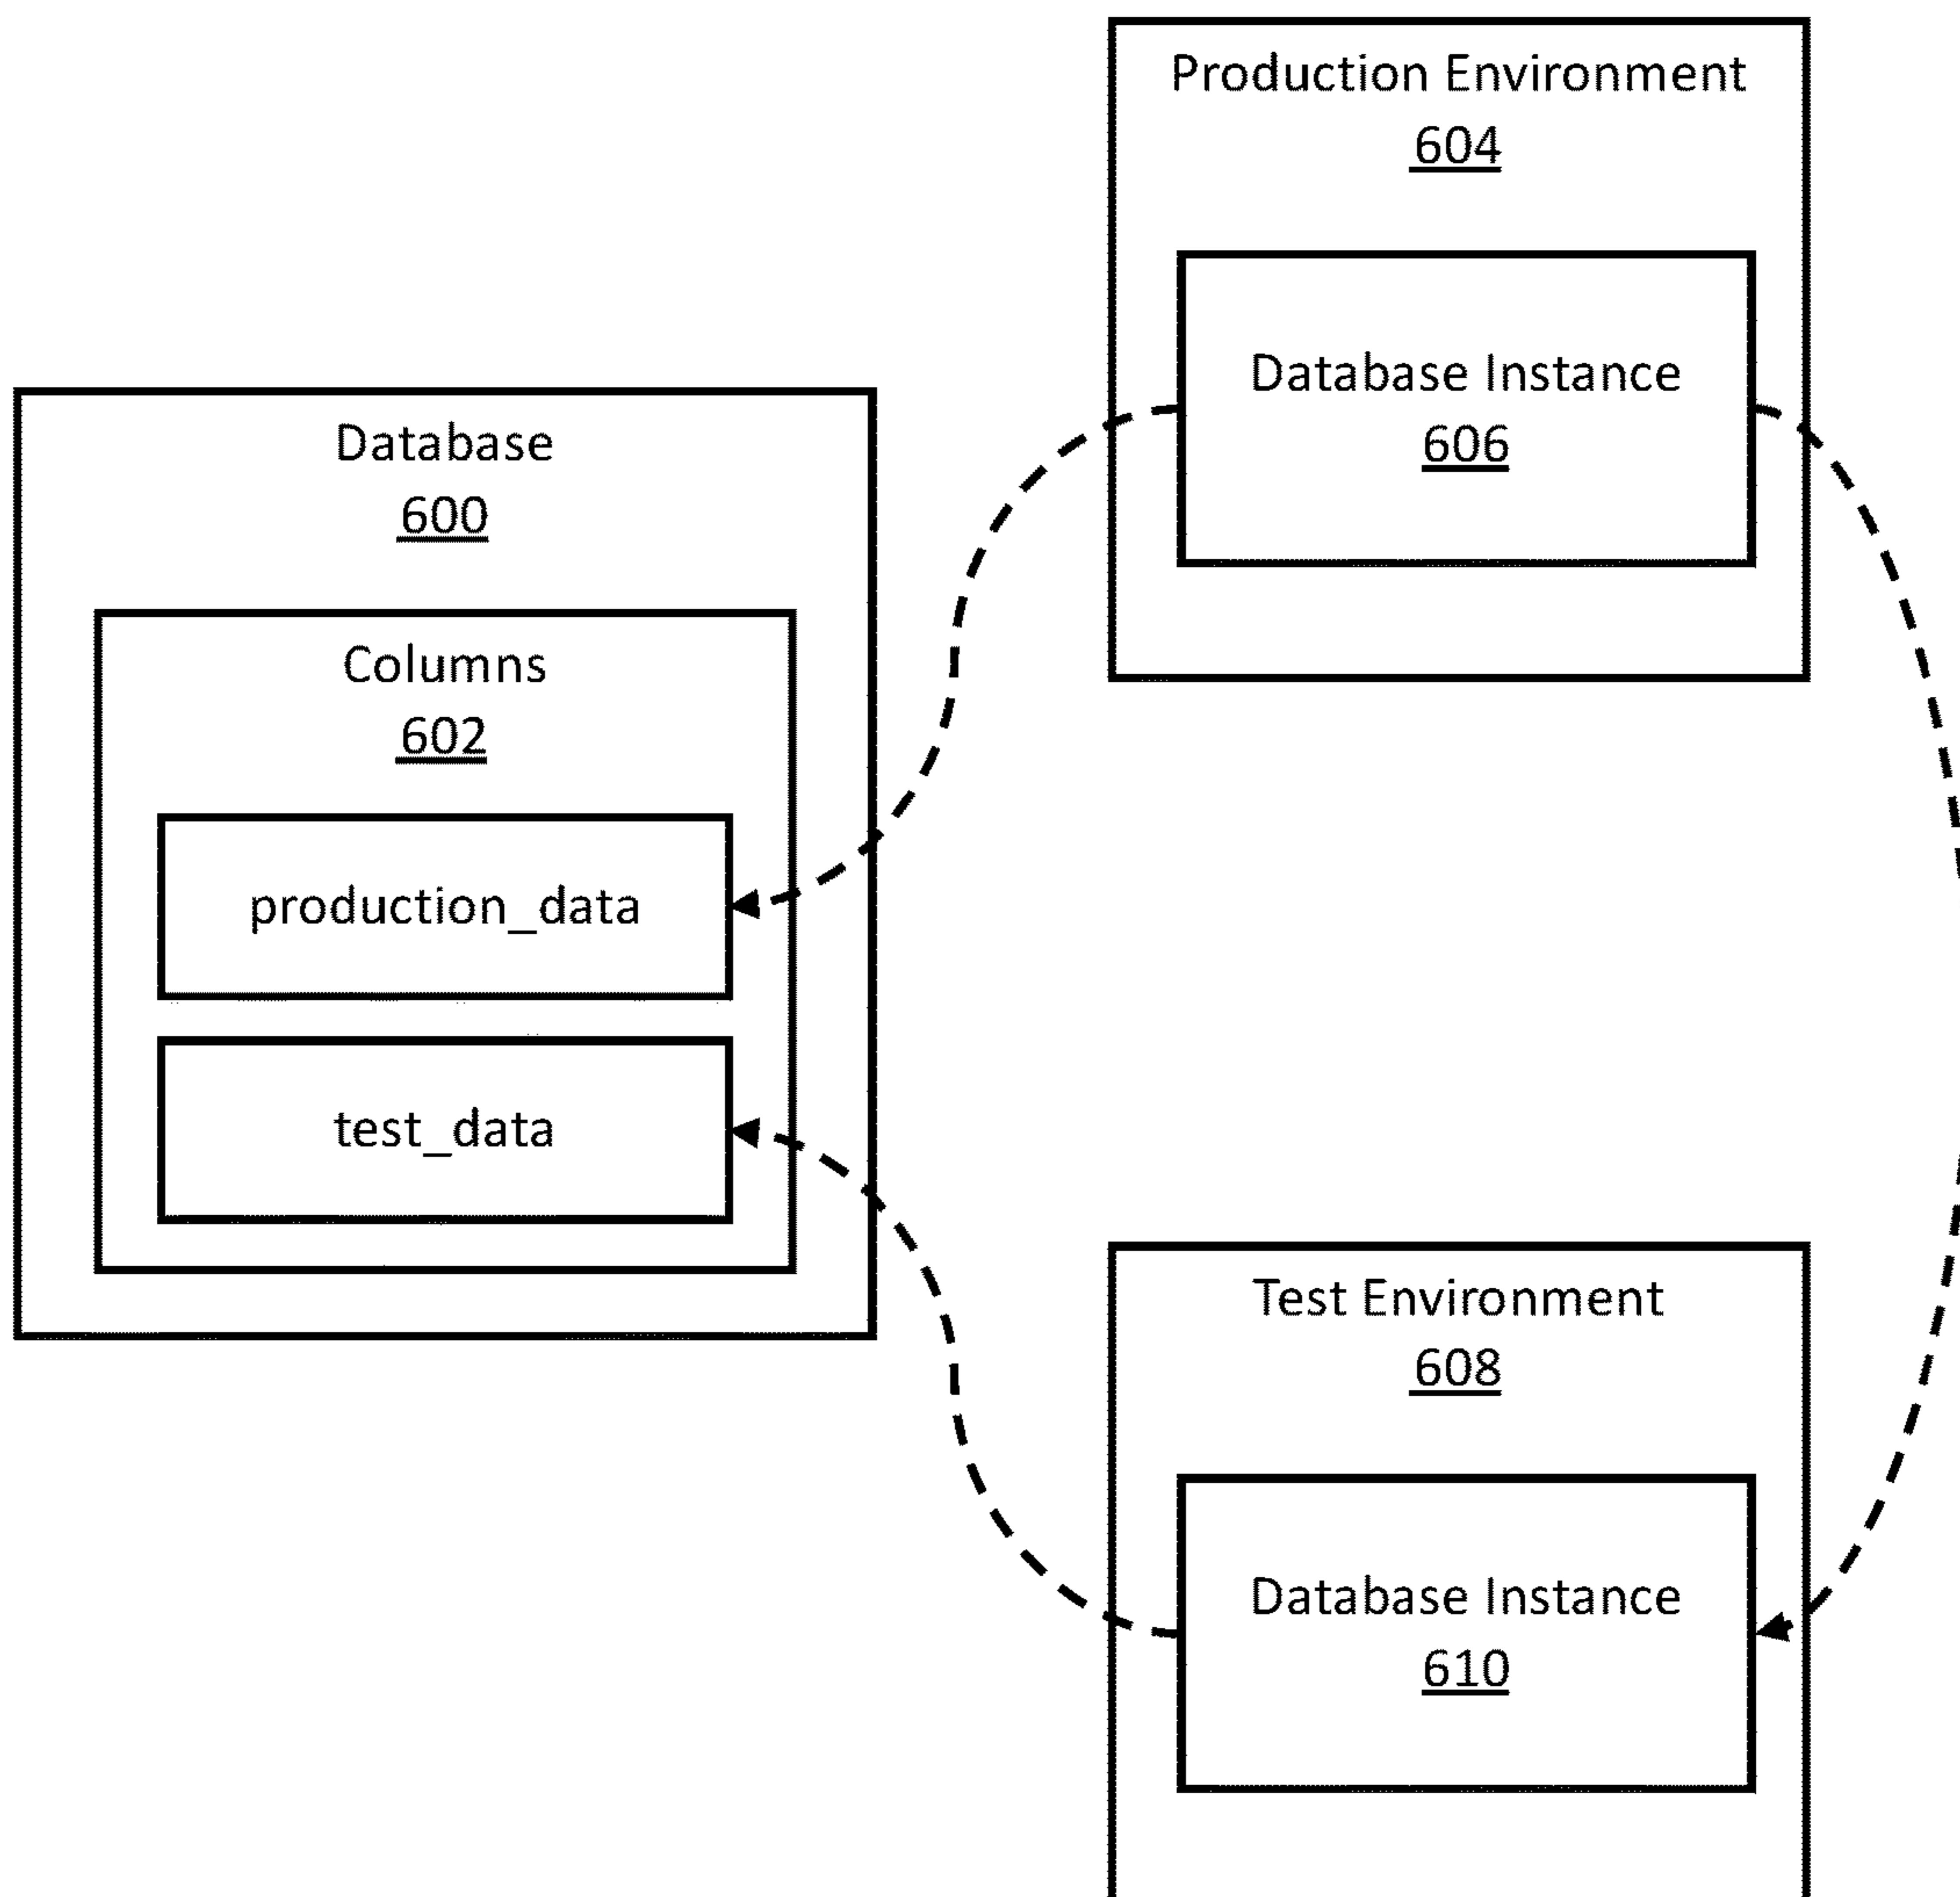 Production Environment
604
Database Instance
606
Database
600
Columns
602
production_data
test_data
Test Environment
608
Database Instance
610